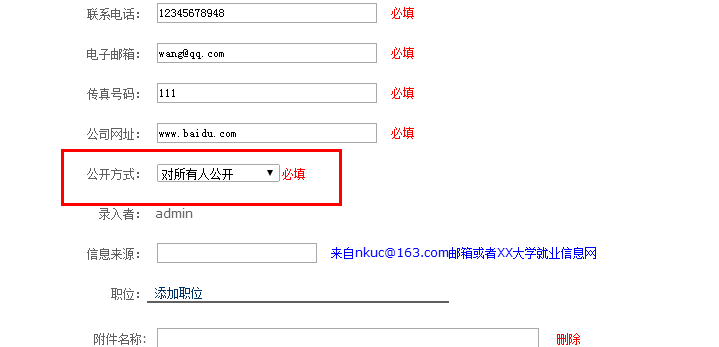 联系电话: 12345678948 必填
电子邮箱: wang@qq.com 必填
传真号码: 111 必填
公司网址: www.baidu.com 必填
公开方式: 对所有人公开 必填
录入者: admin
信息来源: 来自nkuc@163.com邮箱或者XX大学就业信息网
职位: 添加职位
附件名称: 删除